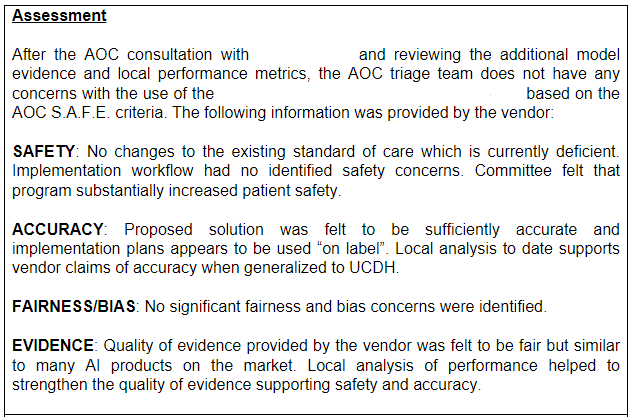 Assessment
After the AOC consultation with and reviewing the additional model
evidence and local performance metrics, the AOC triage team does not have any
concerns with the use of the based on the
AOC S.A.F.E. criteria. The following information was provided by the vendor:
SAFETY: No changes to the existing standard of care which is currently deficient.
Implementation workflow had no identified safety concerns. Committee felt that
program substantially increased patient safety.
ACCURACY: Proposed solution was felt to be sufficiently accurate and
implementation plans appears to be used “on label”. Local analysis to date supports
vendor claims of accuracy when generalized to UCDH.
FAIRNESS/BIAS: No significant fairness and bias concerns were identified.
EVIDENCE: Quality of evidence provided by the vendor was felt to be fair but similar
to many AI products on the market. Local analysis of performance helped to
strengthen the quality of evidence supporting safety and accuracy.